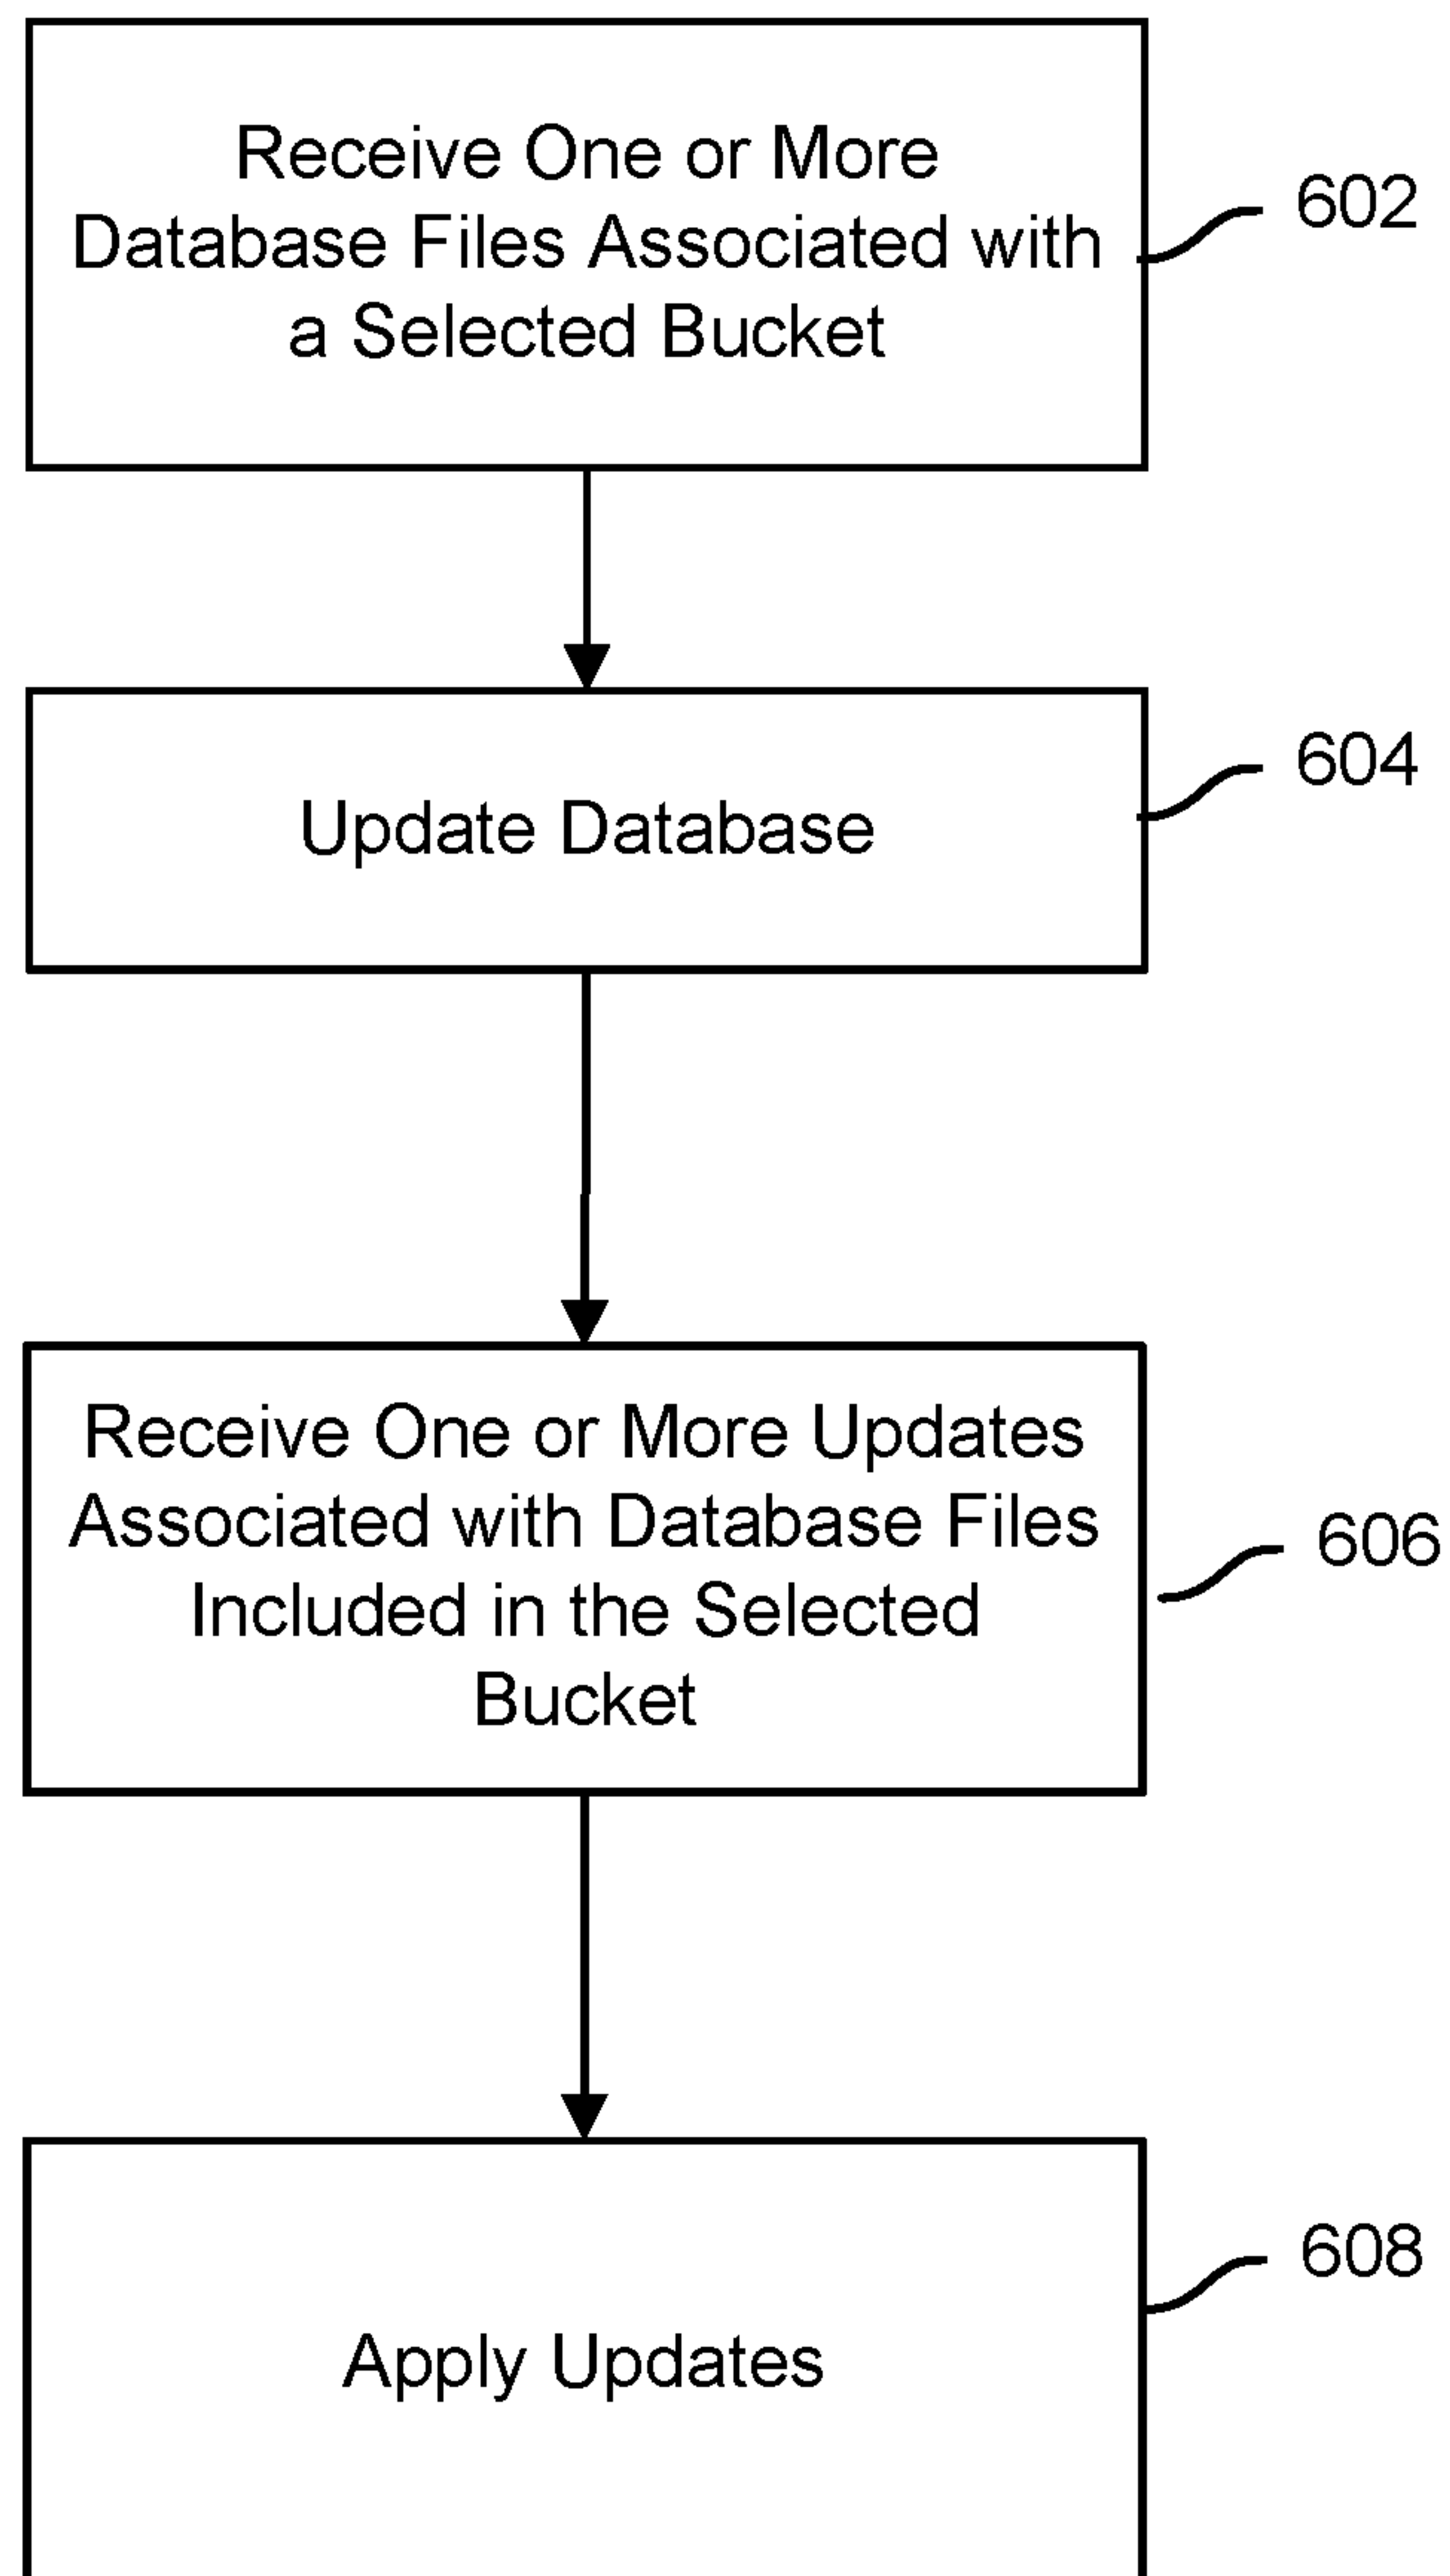 Receive One or More
Database Files Associated with
a Selected Bucket
602
Update Database
604
Receive One or More Updates
Associated with Database Files
Included in the Selected
Bucket
606
Apply Updates
608